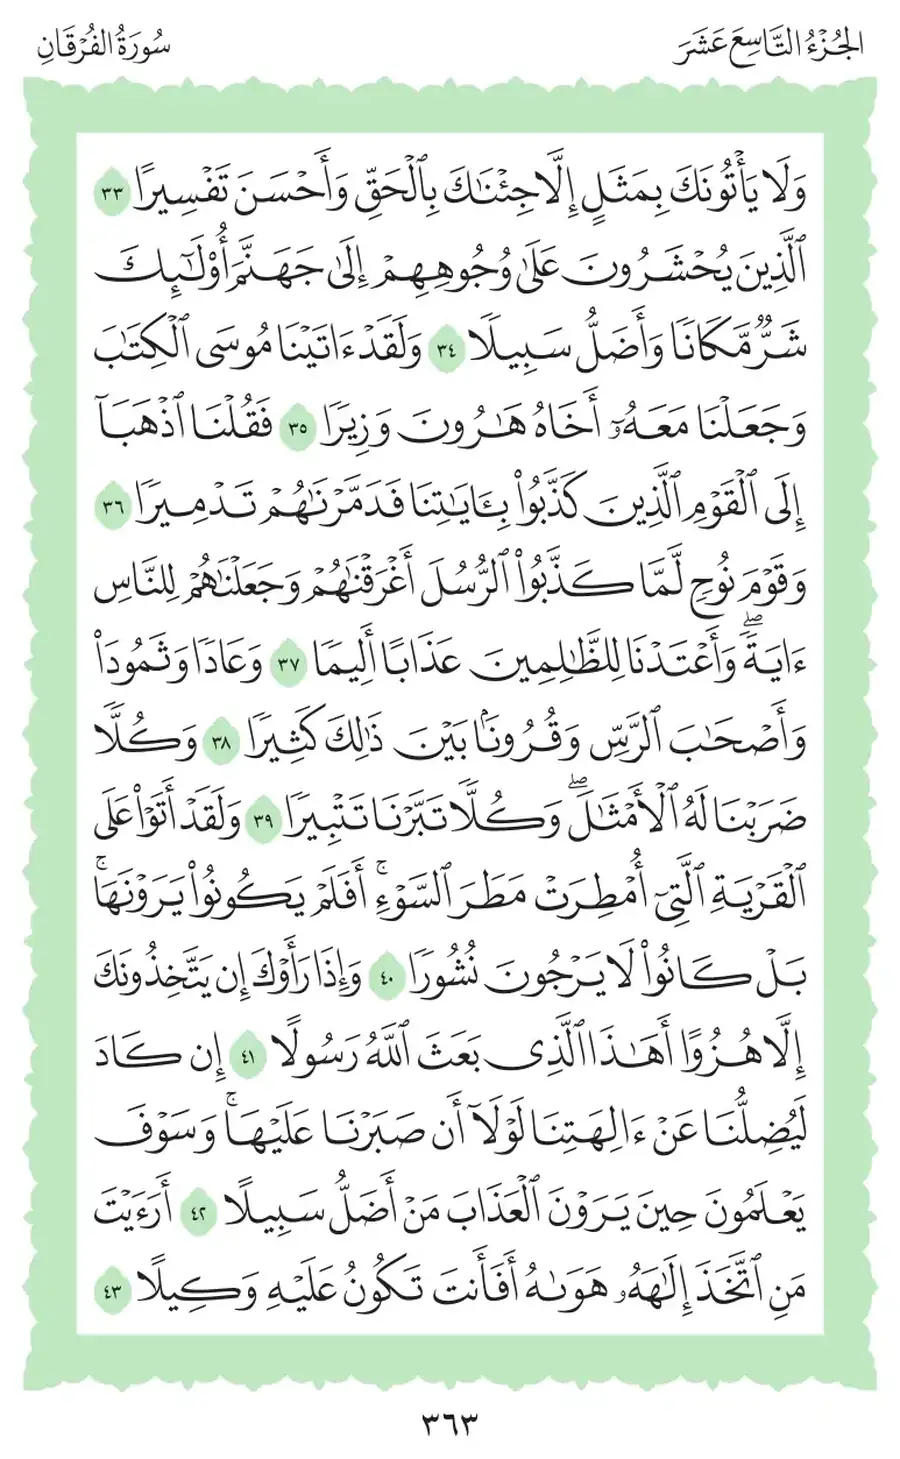 الجُزْءُ التَّاسِعَ عَشَرَ
سُورَةُ الفُرْقَانِ
وَلَا يَأْتُونَكَ بِمَثَلٍ إِلَّا جِئْنَٰكَ بِٱلْحَقِّ وَأَحْسَنَ تَفْسِيرًا ٣٣
ٱلَّذِينَ يُحْشَرُونَ عَلَىٰ وُجُوهِهِمْ إِلَىٰ جَهَنَّمَ أُوْلَٰٓئِكَ
شَرٌّ مَّكَانًا وَأَضَلُّ سَبِيلًا ٣٤ وَلَقَدْ ءَاتَيْنَا مُوسَى ٱلْكِتَٰبَ
وَجَعَلْنَا مَعَهُۥٓ أَخَاهُ هَٰرُونَ وَزِيرًا ٣٥ فَقُلْنَا ٱذْهَبَآ
إِلَى ٱلْقَوْمِ ٱلَّذِينَ كَذَّبُواْ بِـَٔايَٰتِنَا فَدَمَّرْنَٰهُمْ تَدْمِيرًا ٣٦
وَقَوْمَ نُوحٍ لَّمَّا كَذَّبُواْ ٱلرُّسُلَ أَغْرَقْنَٰهُمْ وَجَعَلْنَٰهُمْ لِلنَّاسِ
ءَايَةً ۖ وَأَعْتَدْنَا لِلظَّٰلِمِينَ عَذَابًا أَلِيمًا ٣٧ وَعَادًا وَثَمُودَاْ
وَأَصْحَٰبَ ٱلرَّسِّ وَقُرُونَۢا بَيْنَ ذَٰلِكَ كَثِيرًا ٣٨ وَكُلًّا
ضَرَبْنَا لَهُ ٱلْأَمْثَٰلَ ۖ وَكُلًّا تَبَّرْنَا تَتْبِيرًا ٣٩ وَلَقَدْ أَتَوْاْ عَلَى
ٱلْقَرْيَةِ ٱلَّتِىٓ أُمْطِرَتْ مَطَرَ ٱلسَّوْءِ ۚ أَفَلَمْ يَكُونُواْ يَرَوْنَهَا ۚ
بَلْ كَانُواْ لَا يَرْجُونَ نُشُورًا ٤٠ وَإِذَا رَأَوْكَ إِن يَتَّخِذُونَكَ
إِلَّا هُزُوًا أَهَٰذَا ٱلَّذِى بَعَثَ ٱللَّهُ رَسُولًا ٤١ إِن كَادَ
لَيُضِلُّنَا عَنْ ءَالِهَتِنَا لَوْلَآ أَن صَبَرْنَا عَلَيْهَا ۚ وَسَوْفَ
يَعْلَمُونَ حِينَ يَرَوْنَ ٱلْعَذَابَ مَنْ أَضَلُّ سَبِيلًا ٤٢ أَرَءَيْتَ
مَنِ ٱتَّخَذَ إِلَٰهَهُۥ هَوَىٰهُ أَفَأَنتَ تَكُونُ عَلَيْهِ وَكِيلًا ٤٣
٣٦٣